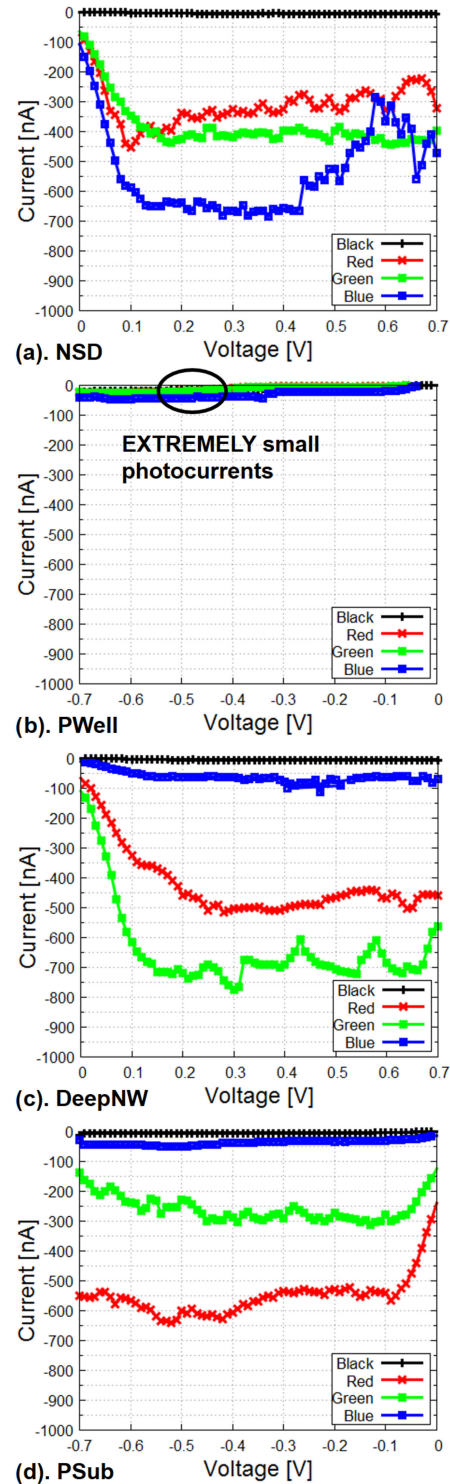 0
-100
-200
-300
-400
-500
-600
-700
-800
-900
-1000
Current [nA]
Black
Red
Green
Blue
0 0.1 0.2 0.3 0.4 0.5 0.6 0.7
Voltage [V]
(a). NSD
0
-100
-200
-300
-400
-500
-600
-700
-800
-900
-1000
Current [nA]
EXTREMELY small
photocurrents
Black
Red
Green
Blue
-0.7 -0.6 -0.5 -0.4 -0.3 -0.2 -0.1 0
Voltage [V]
(b). PWell
0
-100
-200
-300
-400
-500
-600
-700
-800
-900
-1000
Current [nA]
Black
Red
Green
Blue
0 0.1 0.2 0.3 0.4 0.5 0.6 0.7
Voltage [V]
(c). DeepNW
0
-100
-200
-300
-400
-500
-600
-700
-800
-900
-1000
Current [nA]
Black
Red
Green
Blue
-0.7 -0.6 -0.5 -0.4 -0.3 -0.2 -0.1 0
Voltage [V]
(d). PSub